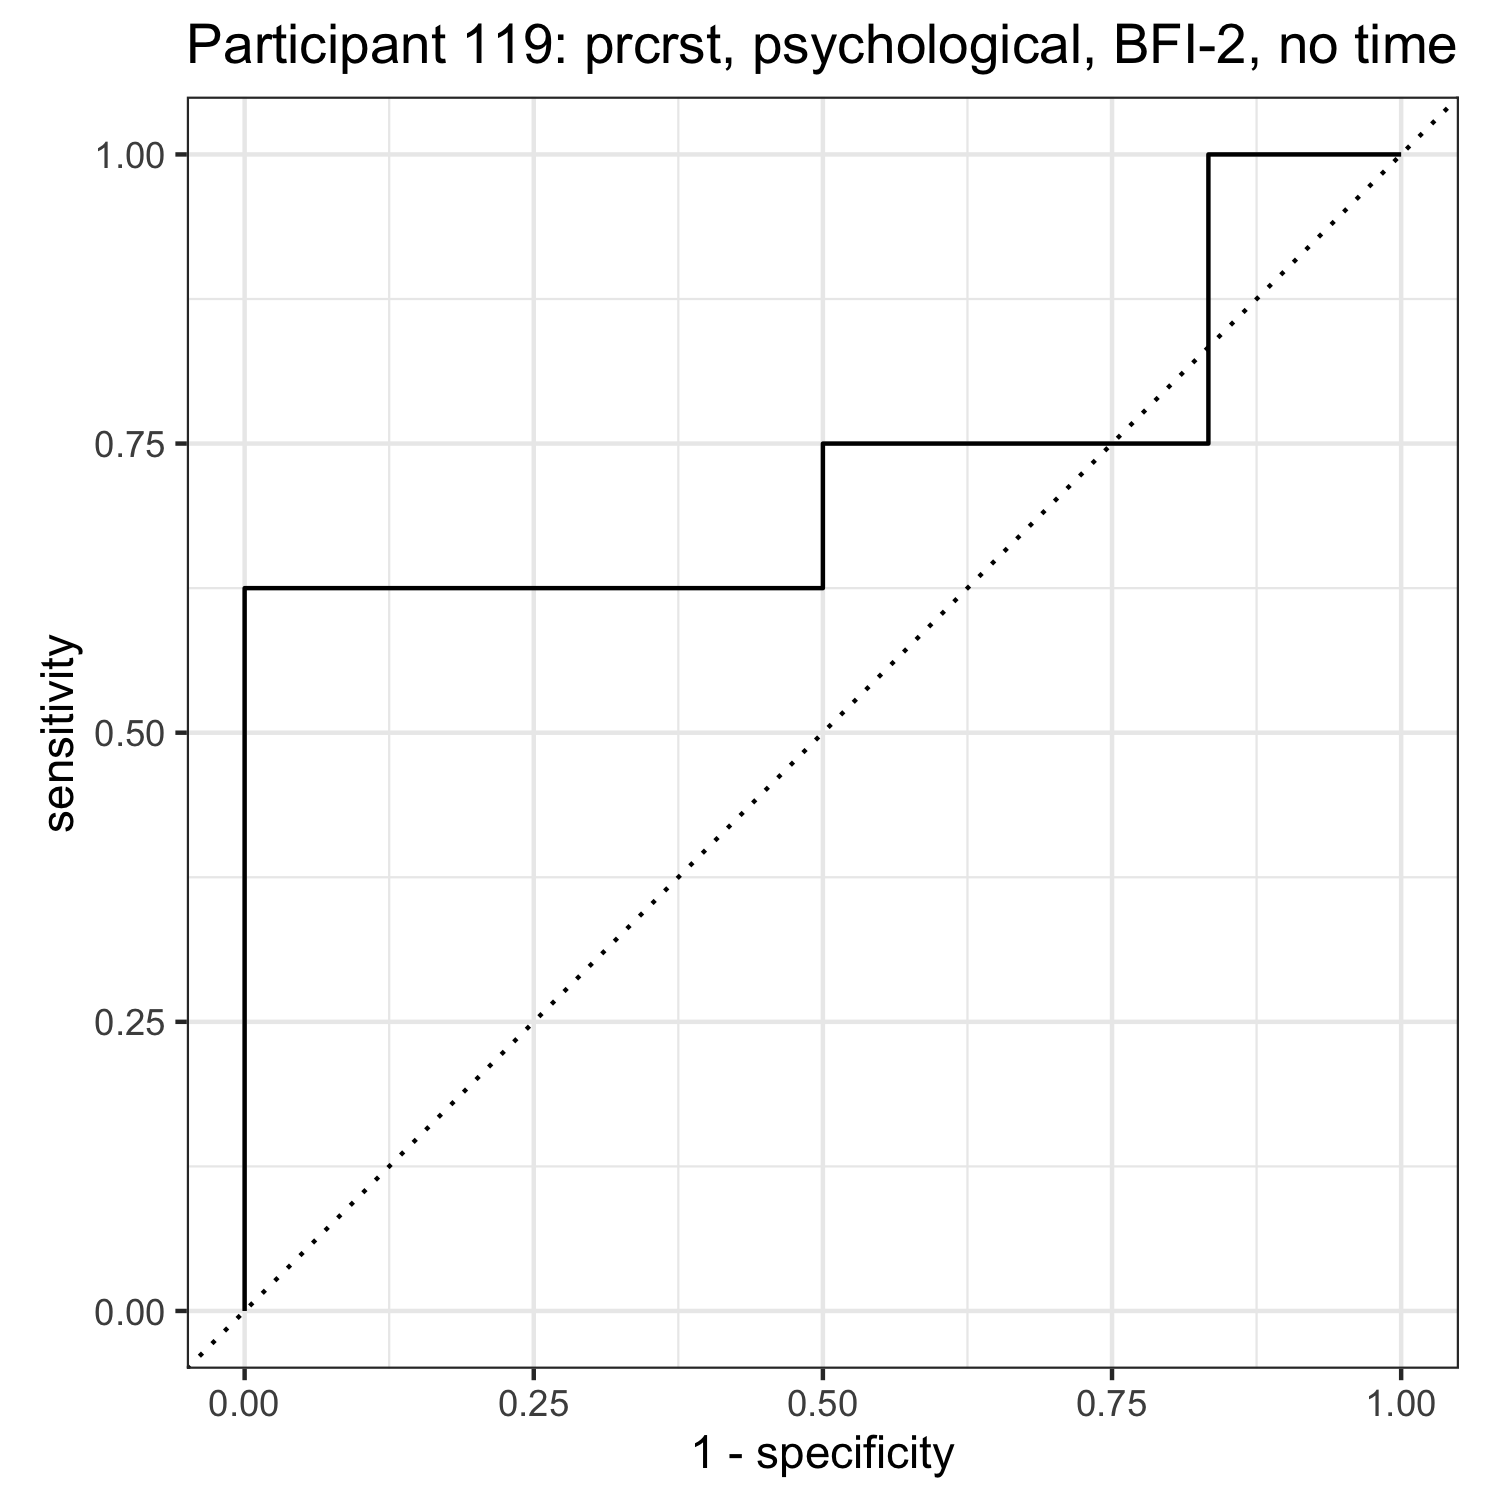 Participant 119: prcrst, psychological, BFI-2, no time
sensitivity
1.00
0.75
0.50
0.25
0.00
0.00 0.25 0.50 0.75 1.00
1 - specificity